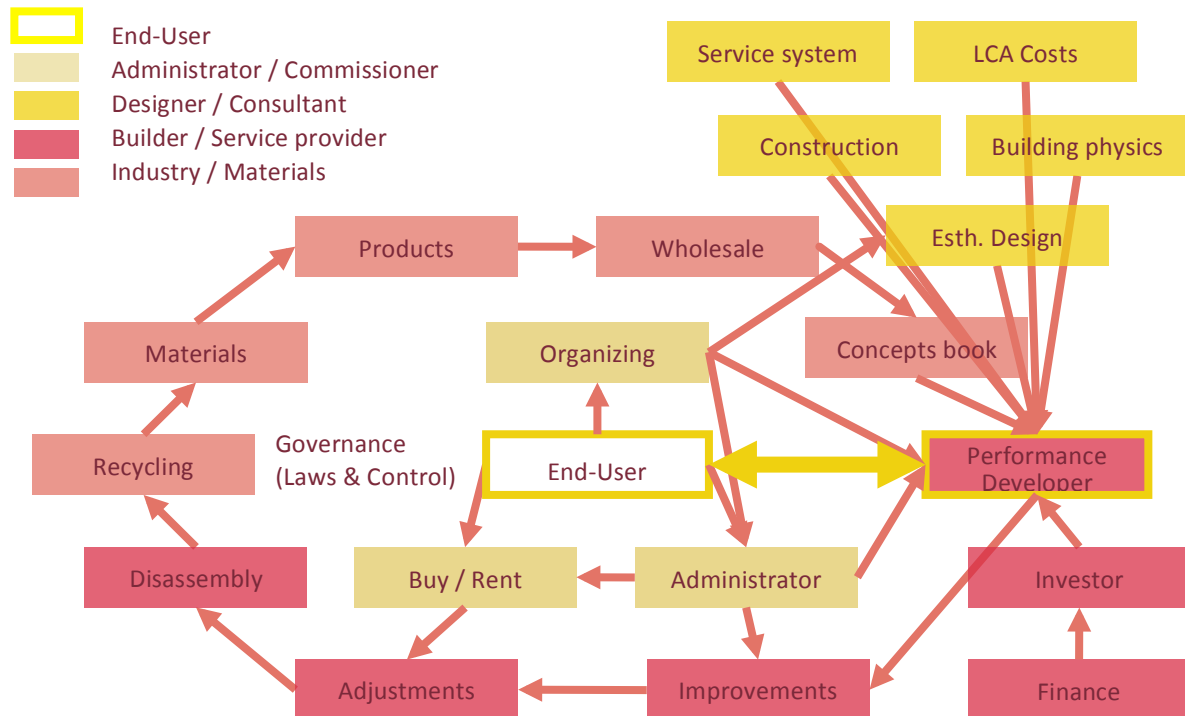 End-User
Administrator / Commissioner
Designer / Consultant
Builder / Service provider
Industry / Materials
Service system
LCA Costs
Construction
Building physics
Esth. Design
Products
Wholesale
Materials
Organizing
Concepts book
Recycling
Governance
(Laws & Control)
End-User
Performance
Developer
Disassembly
Buy / Rent
Administrator
Investor
Adjustments
Improvements
Finance